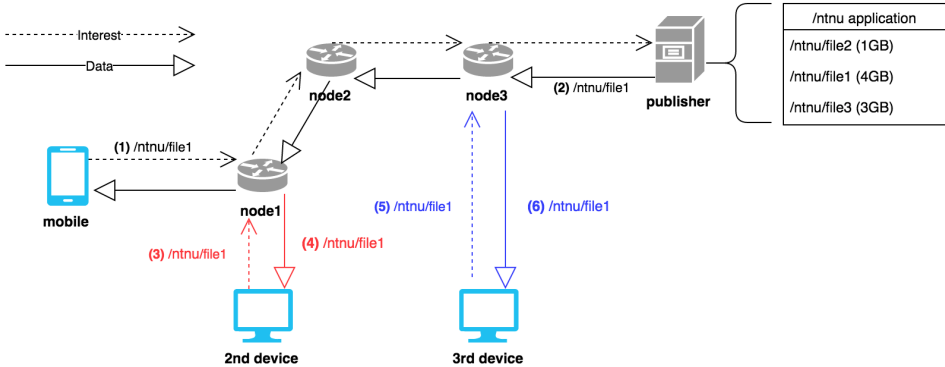 Interest
Data
node2
node3
(2) /ntnu/file1
publisher
/ntnu application
/ntnu/file2 (1GB)
/ntnu/file1 (4GB)
/ntnu/file3 (3GB)
(1) /ntnu/file1
mobile
node1
(3) /ntnu/file1
(4) /ntnu/file1
(5) /ntnu/file1
(6) /ntnu/file1
2nd device
3rd device